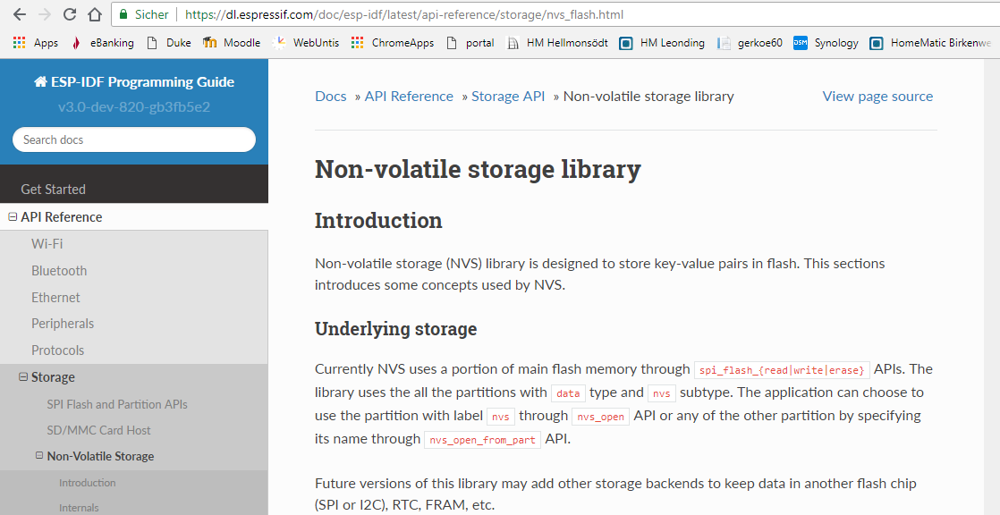 Sicher https://dl.espressif.com/doc/esp-idf/latest/api-reference/storage/nvs_flash.html
Apps eBanking Duke Moodle WebUntis ChromeApps portal HM Hellmonsödt HM Leonding gerkoe60 DSM Synology HomeMatic Birkenwe
ESP-IDF Programming Guide
v3.0-dev-820-gb3fb5e2
Search docs
Get Started
API Reference
Wi-Fi
Bluetooth
Ethernet
Peripherals
Protocols
Storage
SPI Flash and Partition APIs
SD/MMC Card Host
Non-Volatile Storage
Introduction
Internals
Docs » API Reference » Storage API » Non-volatile storage library View page source
Non-volatile storage library
Introduction
Non-volatile storage (NVS) library is designed to store key-value pairs in flash. This sections
introduces some concepts used by NVS.
Underlying storage
Currently NVS uses a portion of main flash memory through spi_flash_{read|write|erase} APIs. The
library uses the all the partitions with data type and nvs subtype. The application can choose to
use the partition with label nvs through nvs_open API or any of the other partition by specifying
its name through nvs_open_from_part API.
Future versions of this library may add other storage backends to keep data in another flash chip
(SPI or I2C), RTC, FRAM, etc.